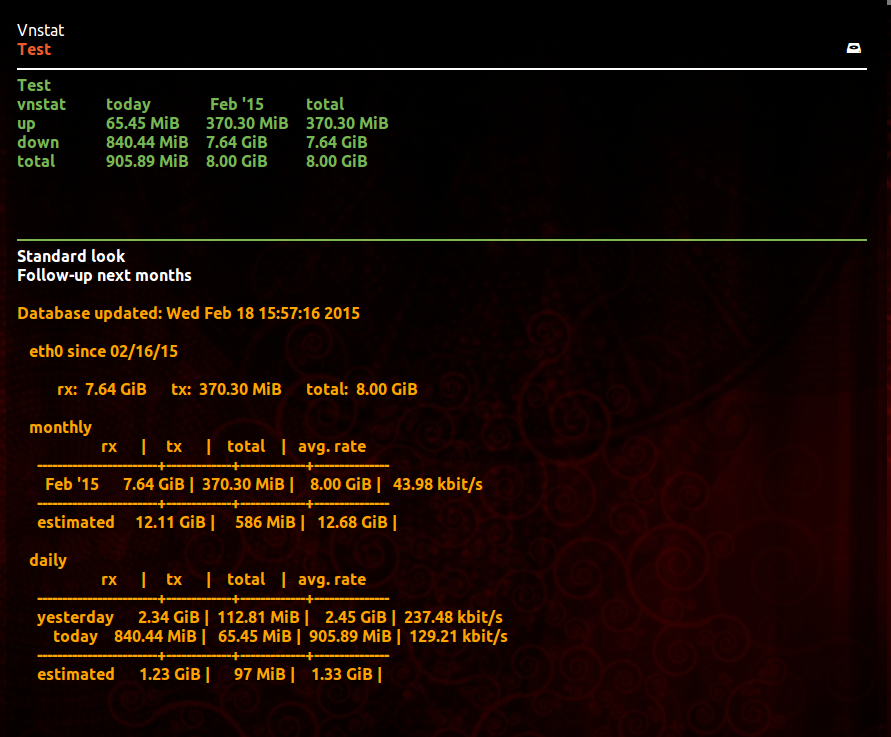 Vnstat
Test
Test
vnstat today Feb '15 total
up 65.45 MiB 370.30 MiB 370.30 MiB
down 840.44 MiB 7.64 GiB 7.64 GiB
total 905.89 MiB 8.00 GiB 8.00 GiB
Standard look
Follow-up next months
Database updated: Wed Feb 18 15:57:16 2015
eth0 since 02/16/15
rx: 7.64 GiB tx: 370.30 MiB total: 8.00 GiB
monthly
rx | tx | total | avg. rate
------------------------+-------------+-------------+---------------
Feb '15 7.64 GiB | 370.30 MiB | 8.00 GiB | 43.98 kbit/s
------------------------+-------------+-------------+---------------
estimated 12.11 GiB | 586 MiB | 12.68 GiB |
daily
rx | tx | total | avg. rate
------------------------+-------------+-------------+---------------
yesterday 2.34 GiB | 112.81 MiB | 2.45 GiB | 237.48 kbit/s
today 840.44 MiB | 65.45 MiB | 905.89 MiB | 129.21 kbit/s
------------------------+-------------+-------------+---------------
estimated 1.23 GiB | 97 MiB | 1.33 GiB |